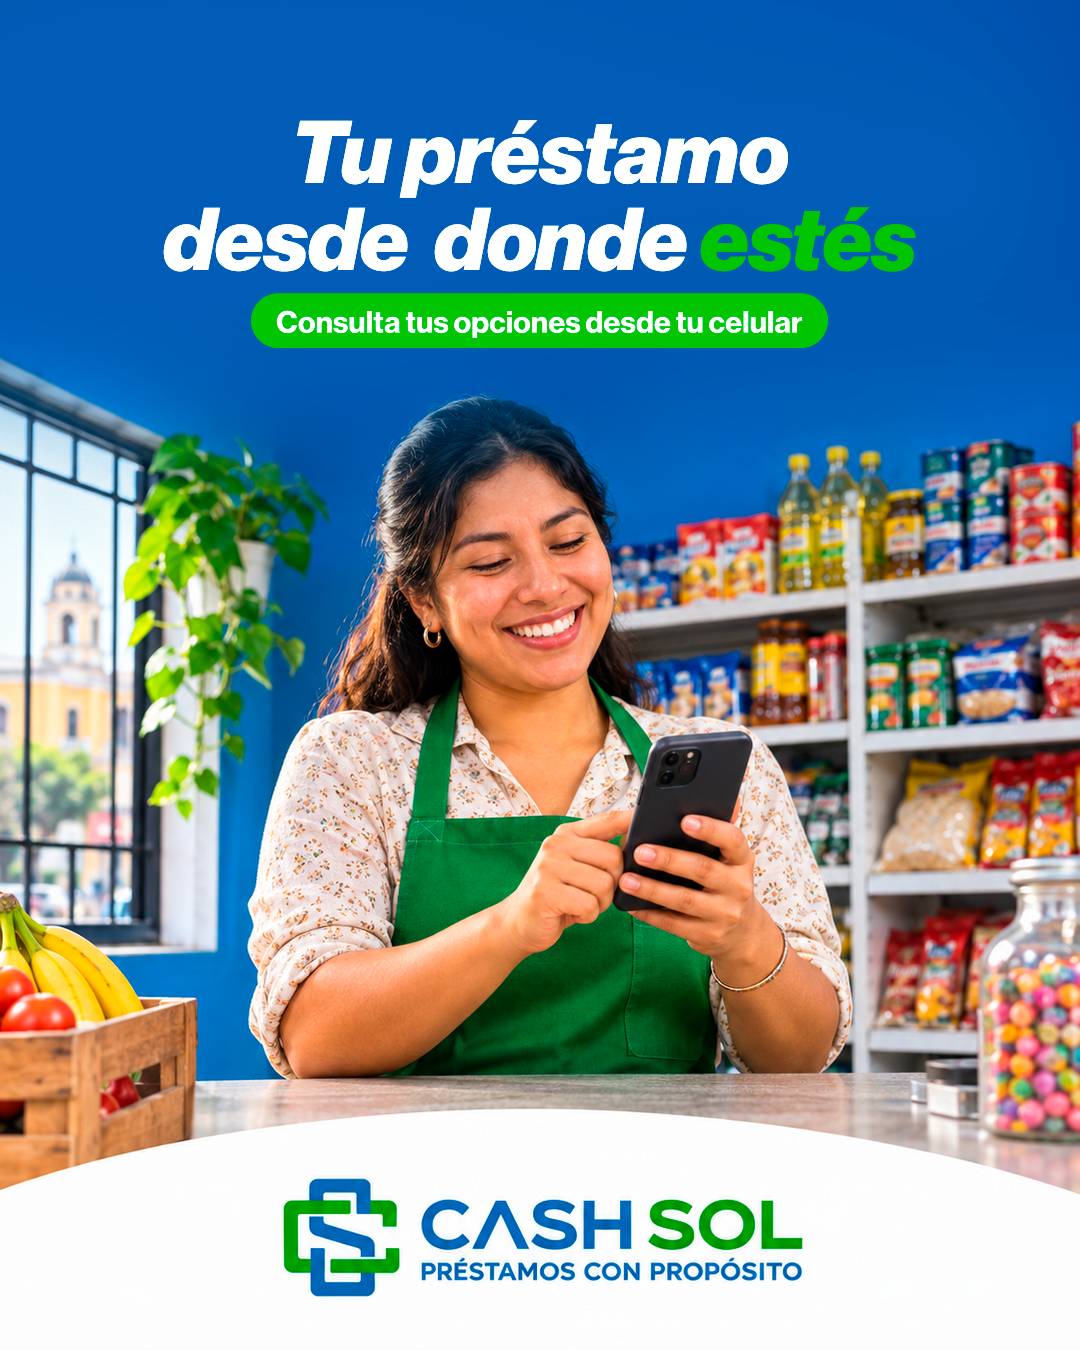 Tu préstamo
desde donde estés
Consulta tus opciones desde tu celular
CASH SOL
PRÉSTAMOS CON PROPÓSITO